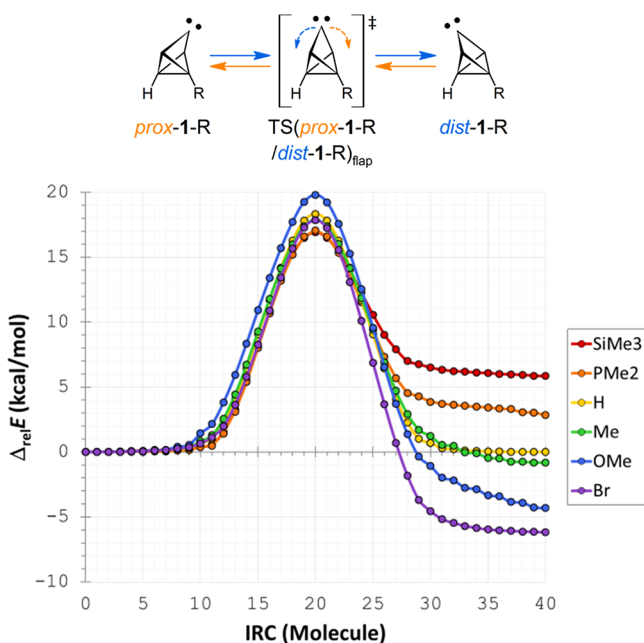 ‡
H R H R H R
prox-1-R TS(prox-1-R dist-1-R
/dist-1-R)flap
20
15
10
5
0
−5
−10
ΔrelE (kcal/mol)
0 5 10 15 20 25 30 35 40
IRC (Molecule)
SiMe3
PMe2
H
Me
OMe
Br